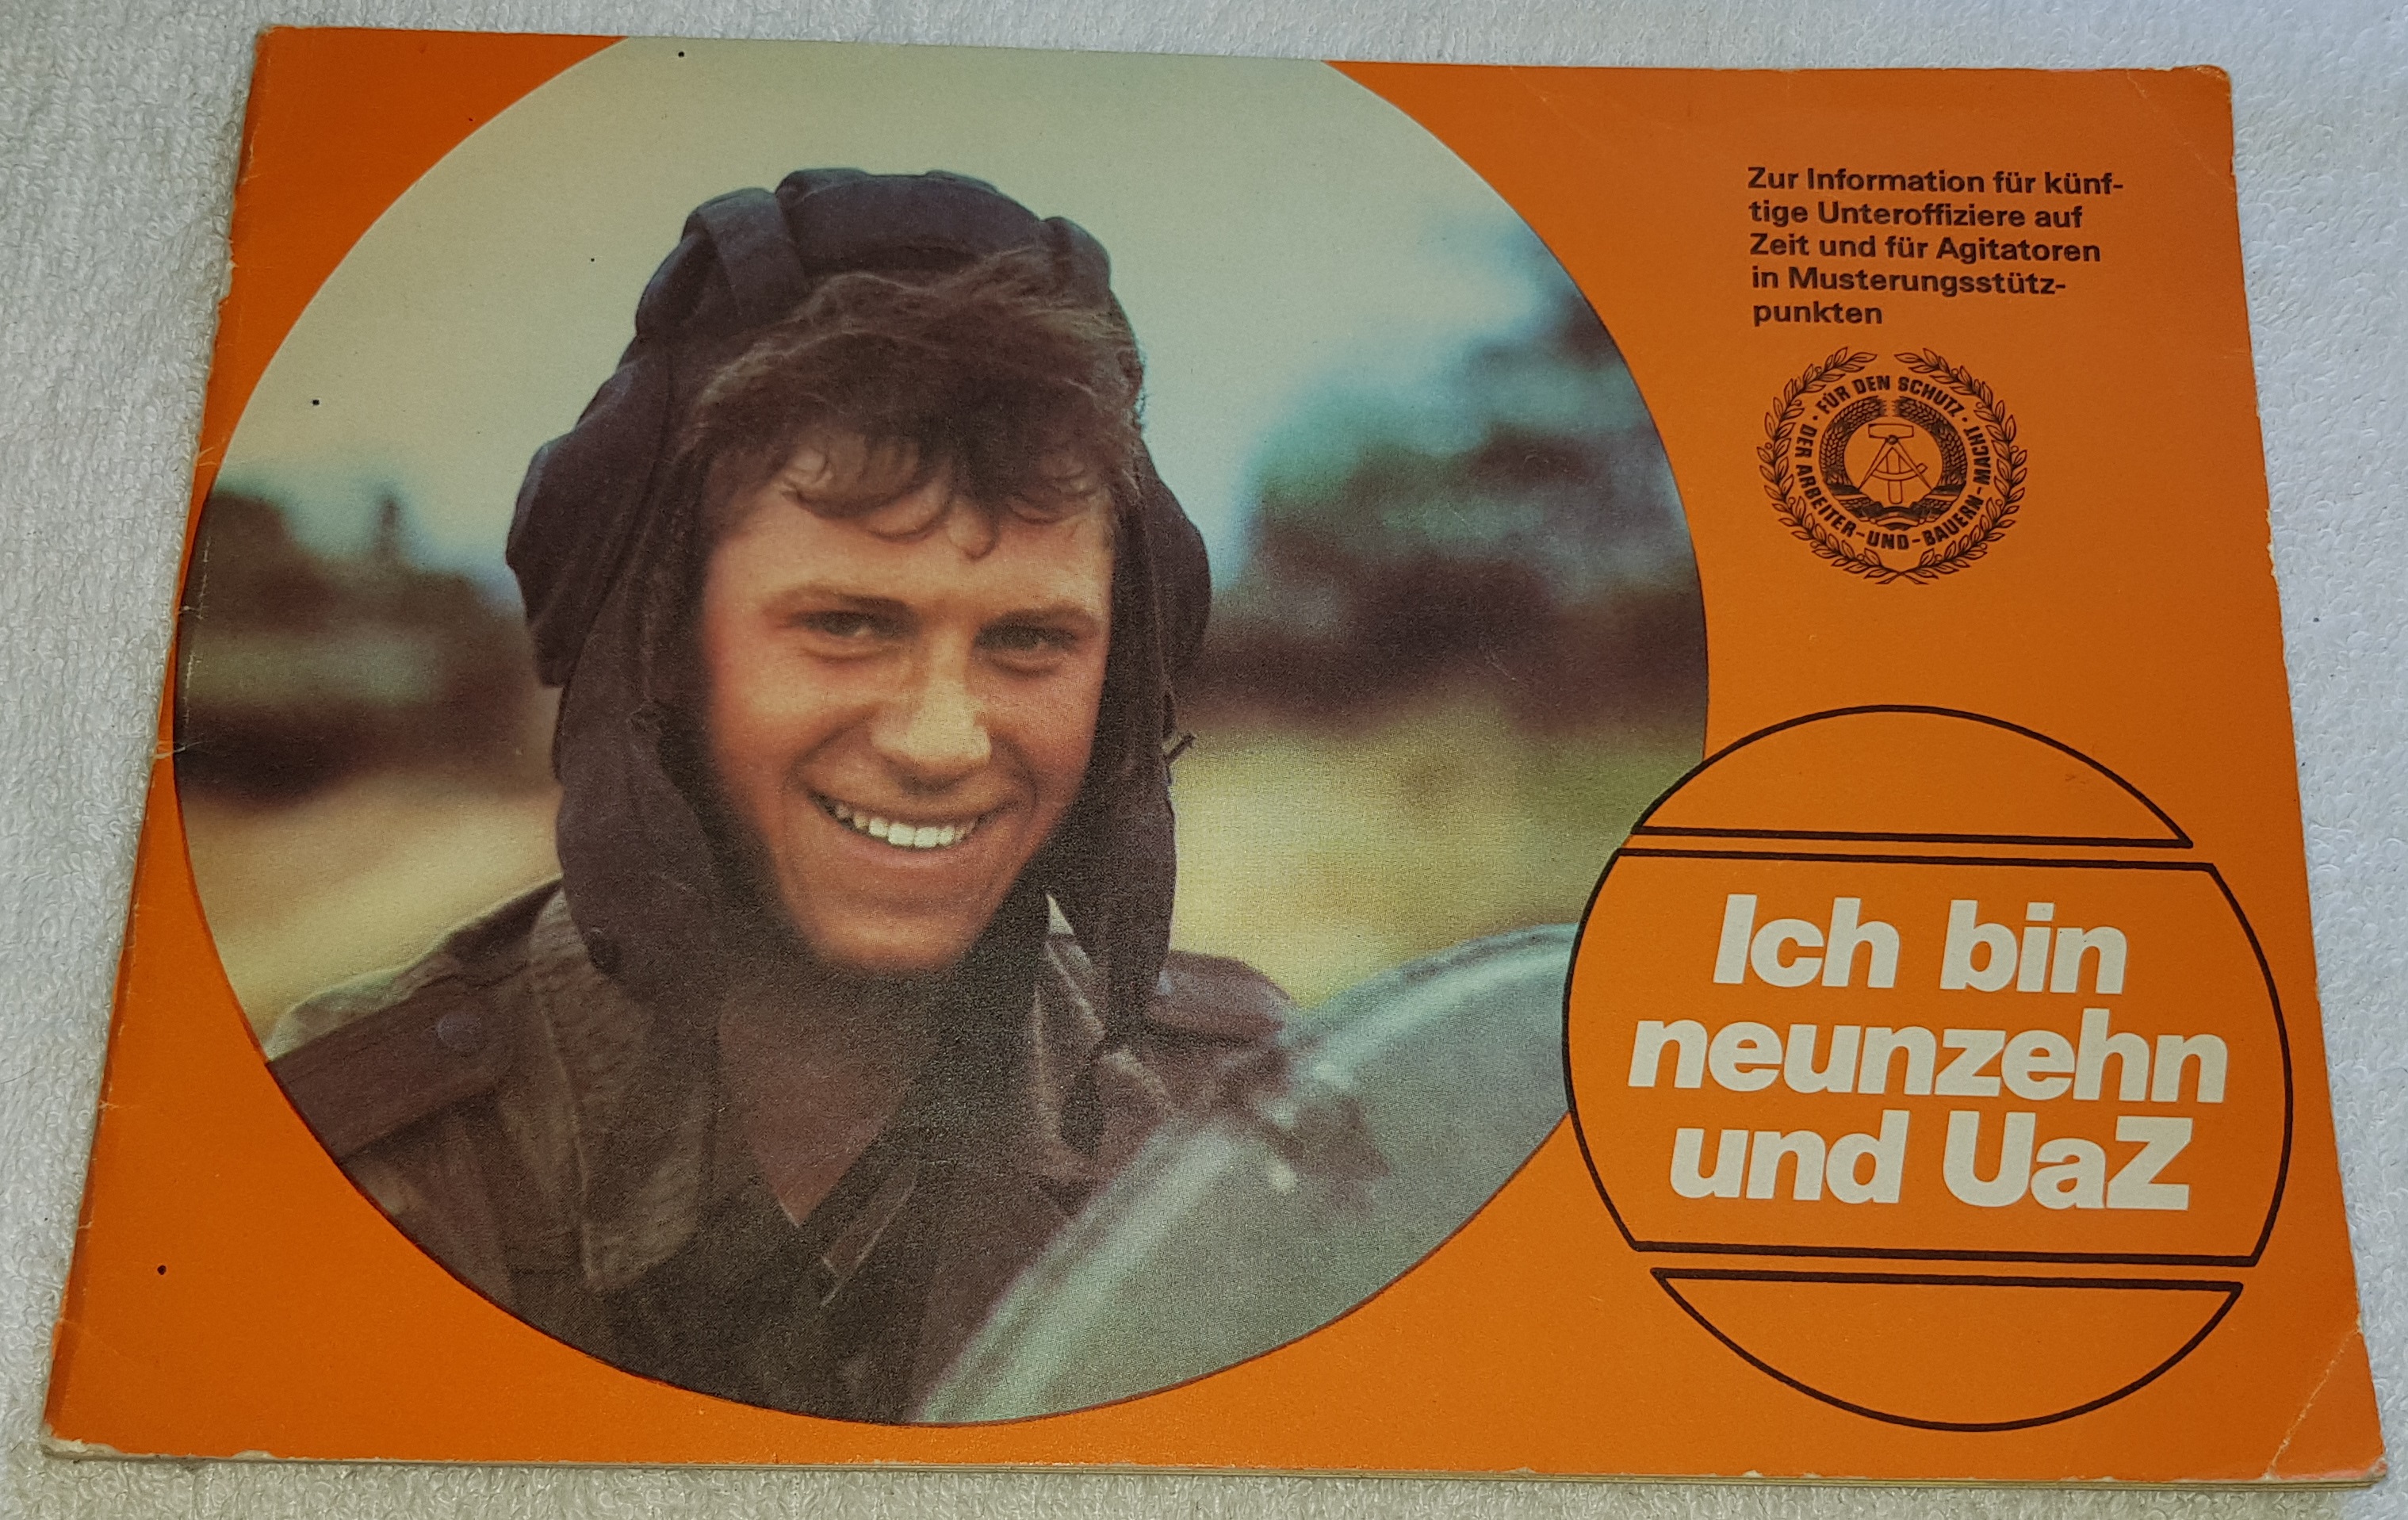 Zur Information für künf-
tige Unteroffiziere auf
Zeit und für Agitatoren
in Musterungsstütz-
punkten
· FÜR DEN SCHUTZ ·
DER ARBEITER-UND-BAUERN-MACHT
Ich bin
neunzehn
und UaZ